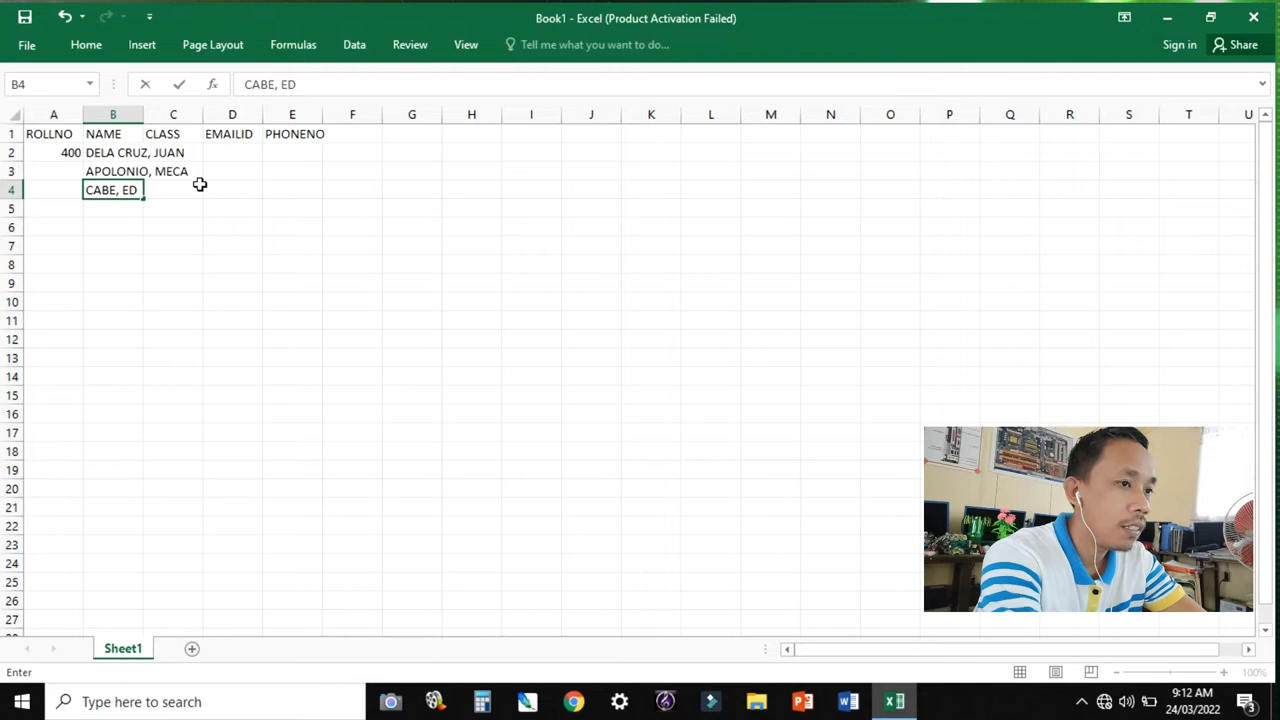 Book1 - Excel (Product Activation Failed)
File Home Insert Page Layout Formulas Data Review View Tell me what you want to do... Sign in Share
B4 fx CABE, ED
A B C D E F G H I J K L M N O P Q R S T U
1 ROLLNO NAME CLASS EMAILID PHONENO
2 400 DELA CRUZ, JUAN
3 APOLONIO, MECA
4 CABE, ED
5
6
7
8
9
10
11
12
13
14
15
16
17
18
19
20
21
22
23
24
25
26
27
Sheet1
Enter 100%
Type here to search
9:12 AM
24/03/2022
3